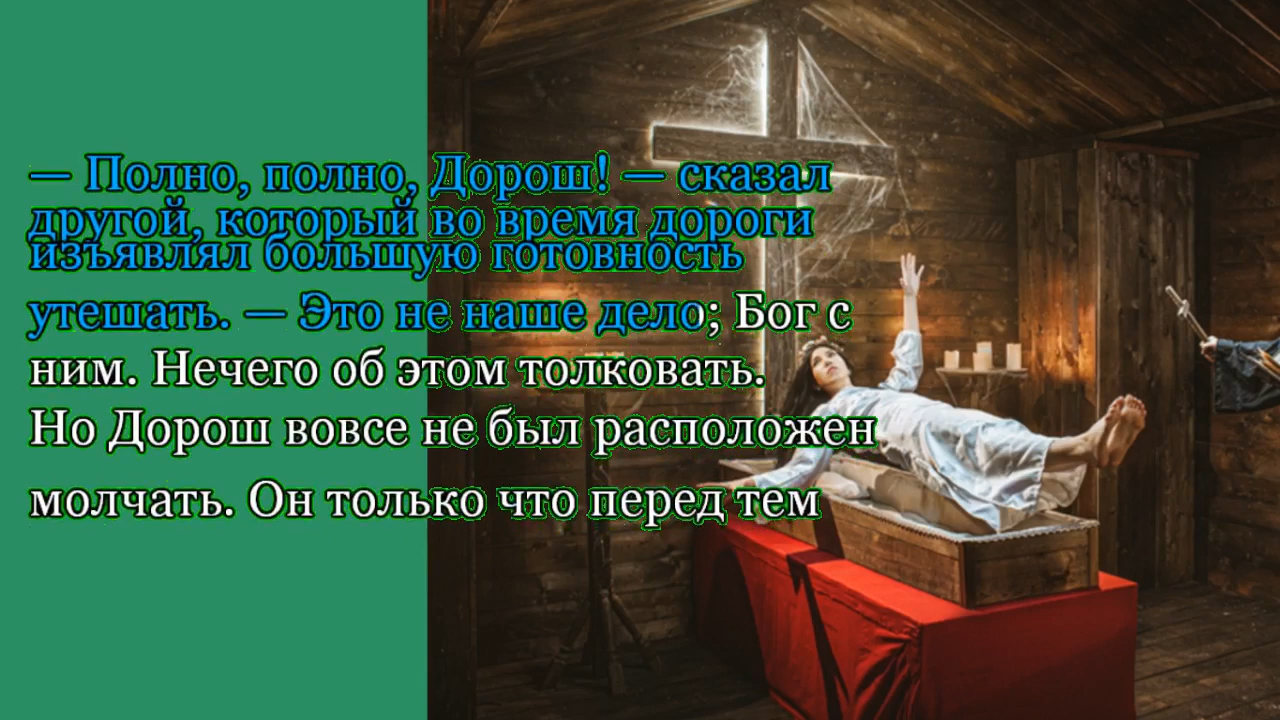 — Полно, полно, Дорош! — сказал
другой, который во время дороги
изъявлял большую готовность
утешать. — Это не наше дело; Бог с
ним. Нечего об этом толковать.
Но Дорош вовсе не был расположен
молчать. Он только что перед тем